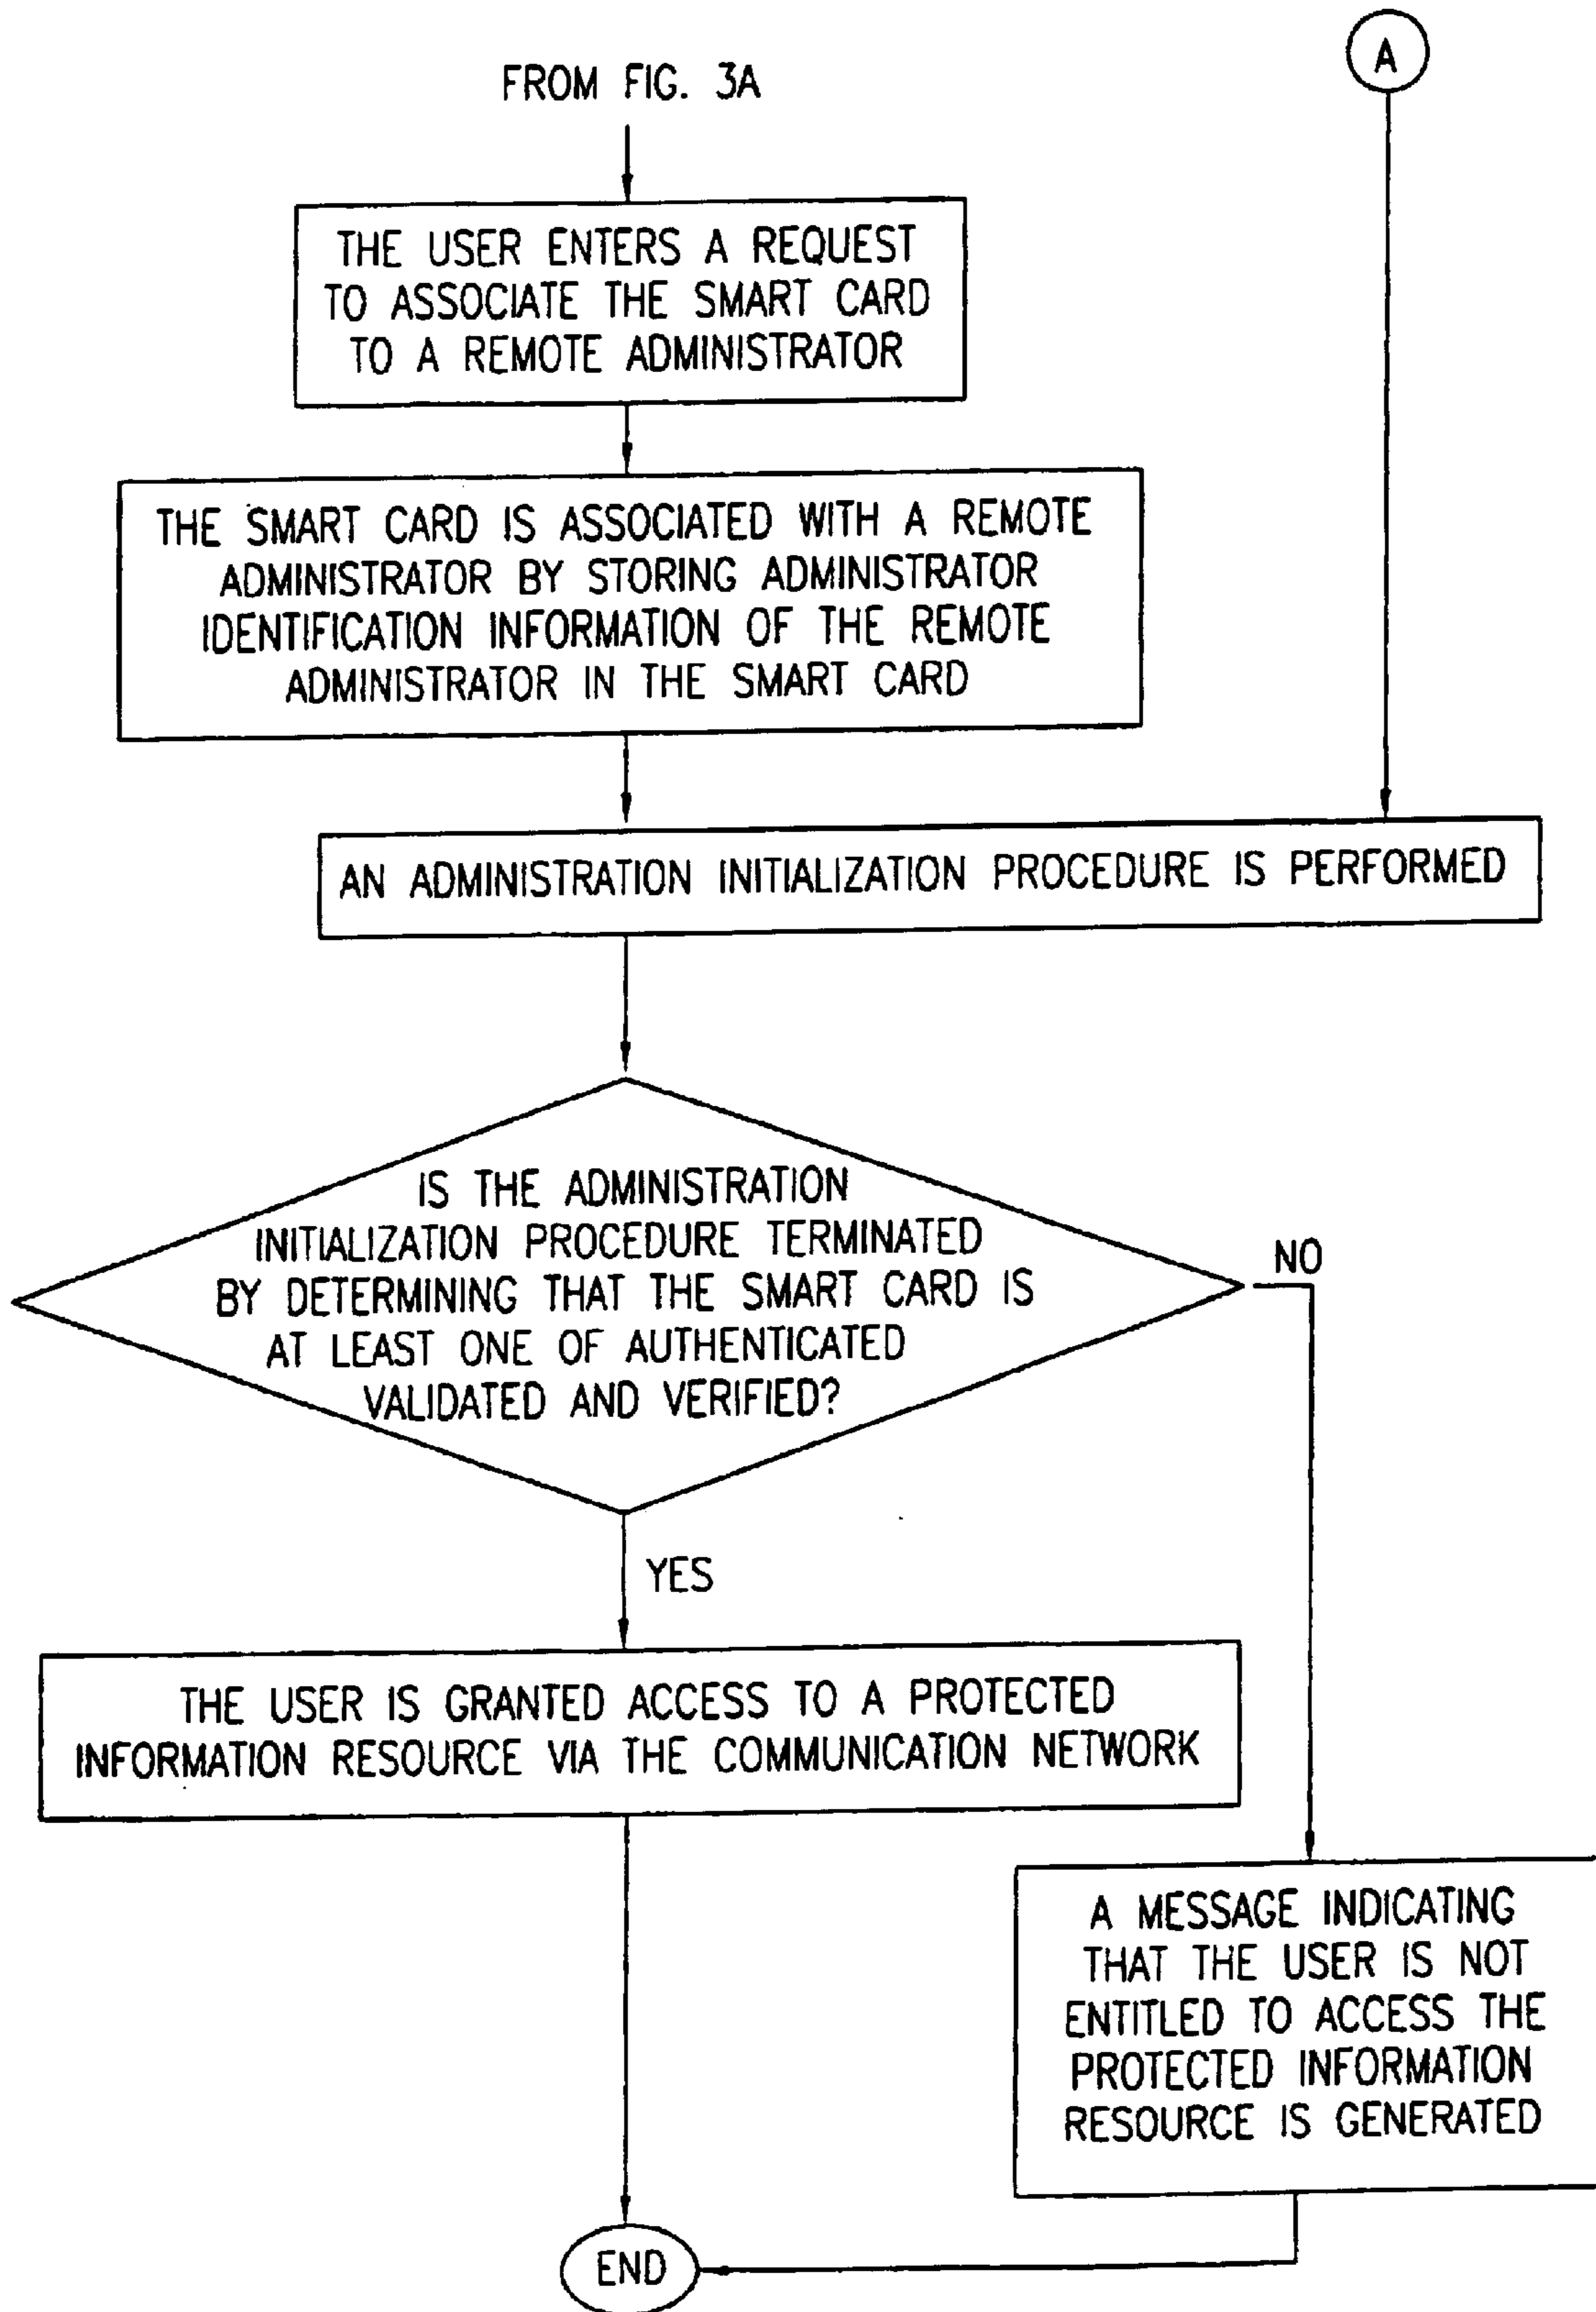 A
FROM FIG. 3A
THE USER ENTERS A REQUEST
TO ASSOCIATE THE SMART CARD
TO A REMOTE ADMINISTRATOR
THE SMART CARD IS ASSOCIATED WITH A REMOTE
ADMINISTRATOR BY STORING ADMINISTRATOR
IDENTIFICATION INFORMATION OF THE REMOTE
ADMINISTRATOR IN THE SMART CARD
AN ADMINISTRATION INITIALIZATION PROCEDURE IS PERFORMED
IS THE ADMINISTRATION
INITIALIZATION PROCEDURE TERMINATED
BY DETERMINING THAT THE SMART CARD IS
AT LEAST ONE OF AUTHENTICATED
VALIDATED AND VERIFIED?
NO
YES
THE USER IS GRANTED ACCESS TO A PROTECTED
INFORMATION RESOURCE VIA THE COMMUNICATION NETWORK
A MESSAGE INDICATING
THAT THE USER IS NOT
ENTITLED TO ACCESS THE
PROTECTED INFORMATION
RESOURCE IS GENERATED
END